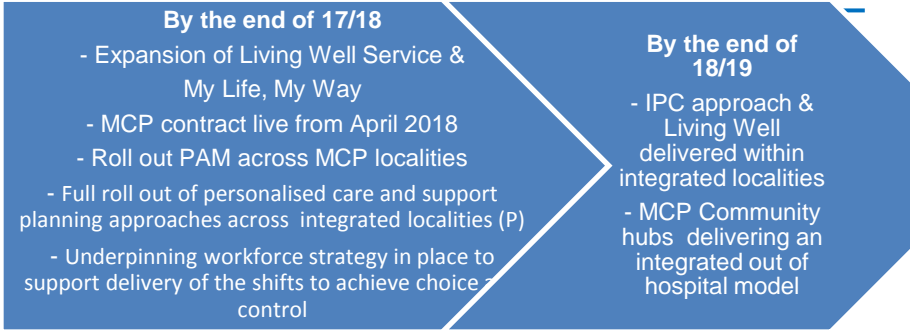 By the end of 17/18
- Expansion of Living Well Service &
My Life, My Way
- MCP contract live from April 2018
- Roll out PAM across MCP localities
- Full roll out of personalised care and support
planning approaches across integrated localities (P)
- Underpinning workforce strategy in place to
support delivery of the shifts to achieve choice
control
By the end of
18/19
- IPC approach &
Living Well
delivered within
integrated localities
- MCP Community
hubs delivering an
integrated out of
hospital model